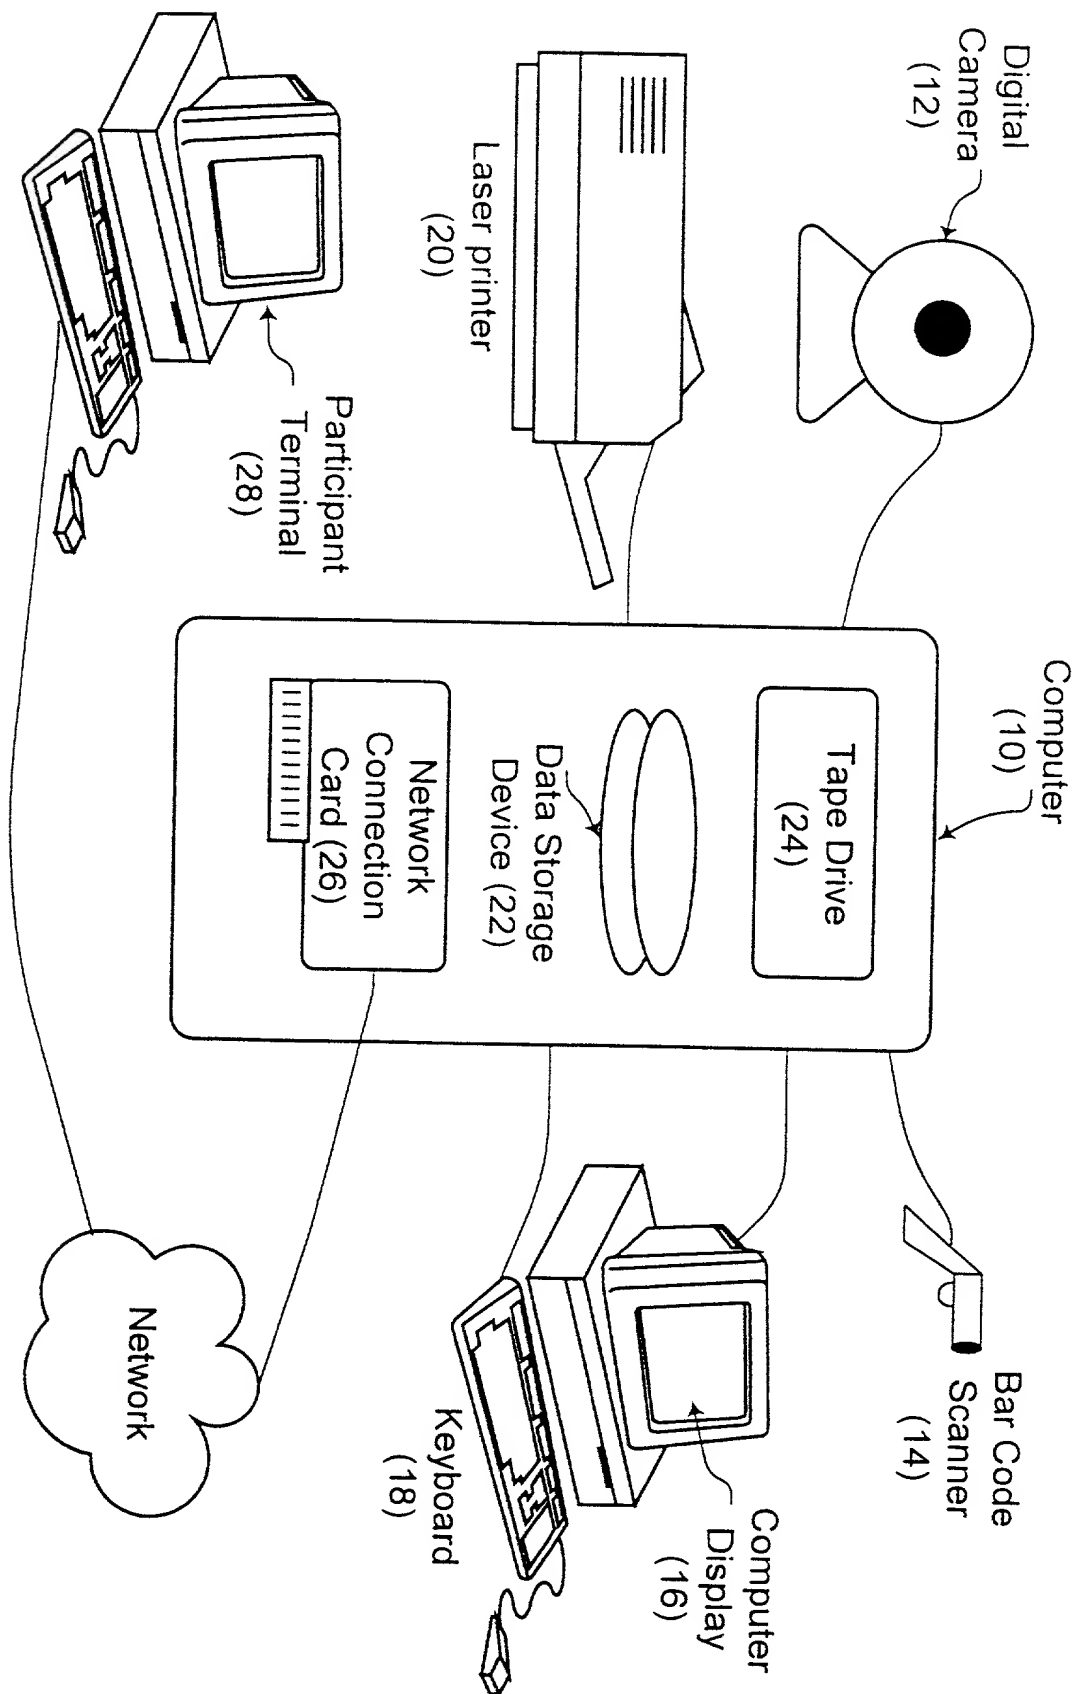 Digital
Camera
(12)
Computer
(10)
Bar Code
Scanner
(14)
Tape Drive
(24)
Laser printer
(20)
Data Storage
Device (22)
Computer
Display
(16)
Network
Connection
Card (26)
Keyboard
(18)
Participant
Terminal
(28)
Network